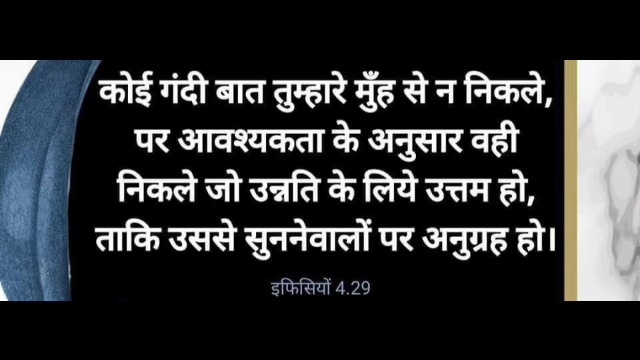 कोई गंदी बात तुम्हारे मुँह से न निकले,
पर आवश्यकता के अनुसार वही
निकले जो उन्नति के लिये उत्तम हो,
ताकि उससे सुननेवालों पर अनुग्रह हो।
इफिसियों 4.29